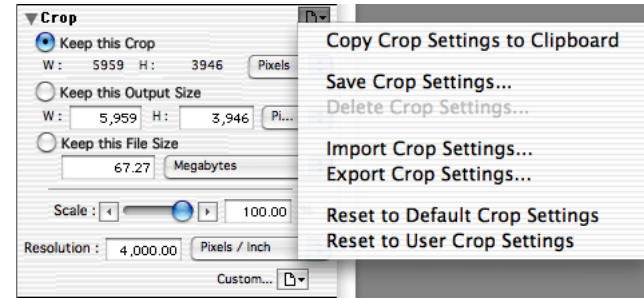 Crop
Keep this Crop
W: 5959 H: 3946 Pixels
Keep this Output Size
W: 5,959 H: 3,946 Pi...
Keep this File Size
67.27 Megabytes
Scale: 100.00
Resolution: 4,000.00 Pixels / Inch
Custom...
Copy Crop Settings to Clipboard
Save Crop Settings...
Delete Crop Settings...
Import Crop Settings...
Export Crop Settings...
Reset to Default Crop Settings
Reset to User Crop Settings